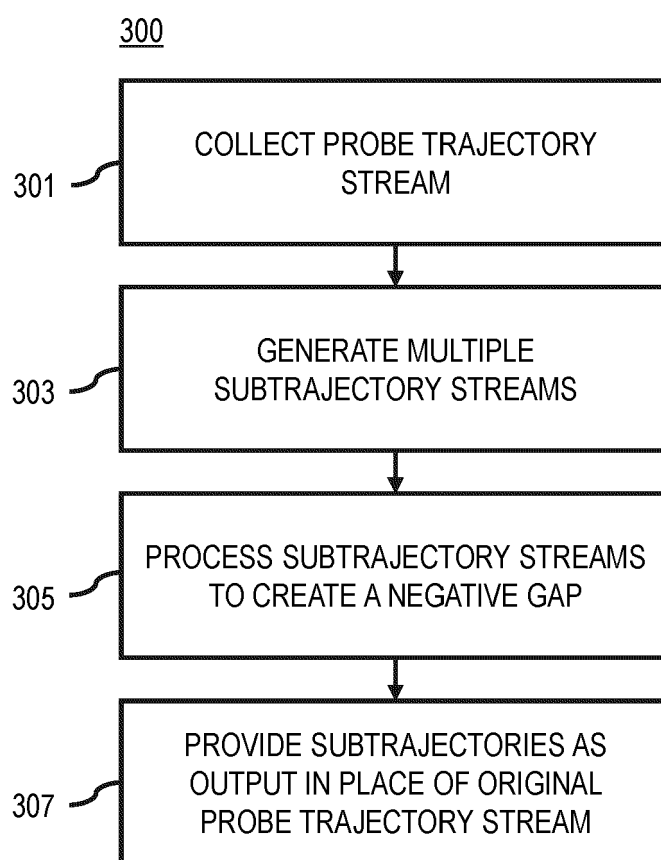 300
COLLECT PROBE TRAJECTORY
STREAM
301
GENERATE MULTIPLE
SUBTRAJECTORY STREAMS
303
PROCESS SUBTRAJECTORY STREAMS
TO CREATE A NEGATIVE GAP
305
PROVIDE SUBTRAJECTORIES AS
OUTPUT IN PLACE OF ORIGINAL
PROBE TRAJECTORY STREAM
307